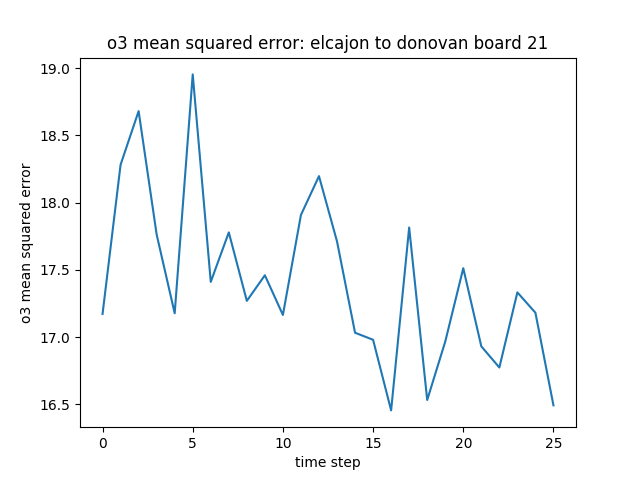 o3 mean squared error: elcajon to donovan board 21
19.0
18.5
18.0
17.5
17.0
16.5
o3 mean squared error
0 5 10 15 20 25
time step